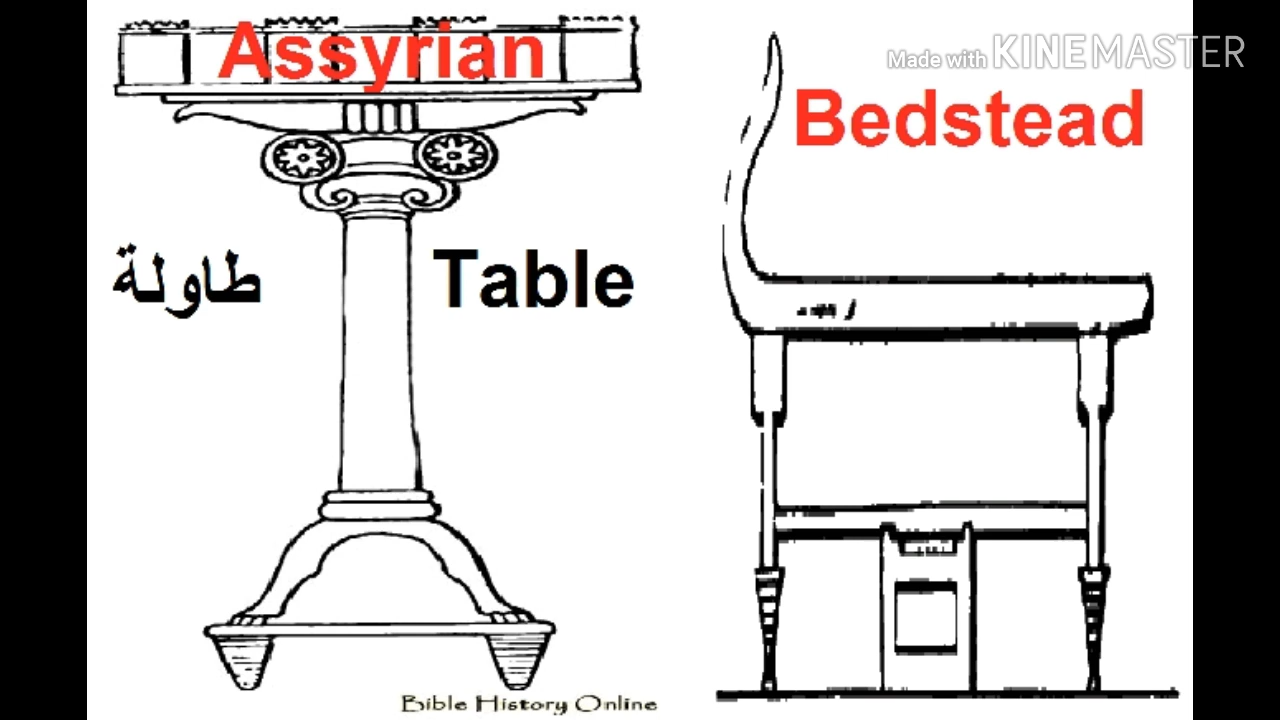 Assyrian
Made with KINEMASTER
Bedstead
طاولة
Table
Bible History Online